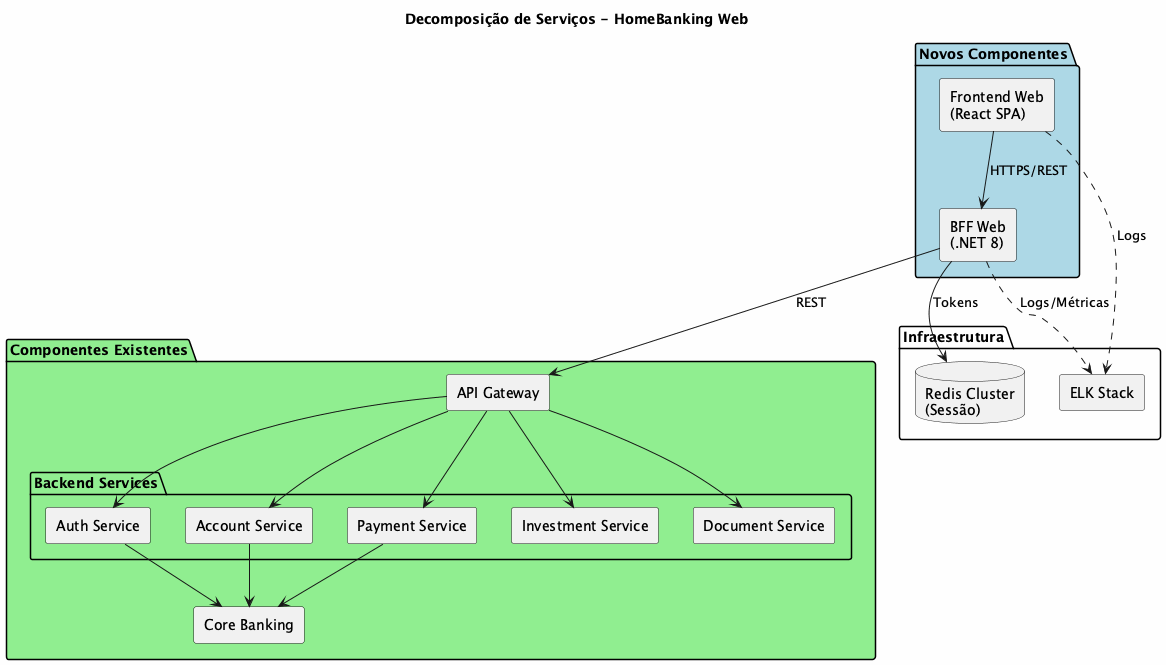 Decomposição de Serviços - HomeBanking Web
Novos Componentes
Frontend Web
(React SPA)
HTTPS/REST
BFF Web
(.NET 8)
Logs
REST
Tokens
Logs/Métricas
Infraestrutura
Redis Cluster
(Sessão)
ELK Stack
Componentes Existentes
API Gateway
Backend Services
Auth Service
Account Service
Payment Service
Investment Service
Document Service
Core Banking